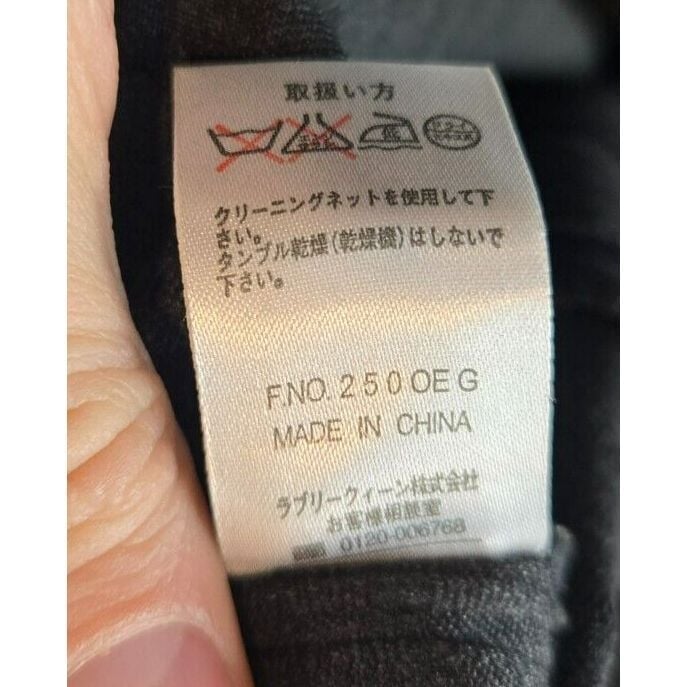 取扱い方
クリーニングネットを使用して下
さい。
タンブル乾燥(乾燥機)はしないで
下さい。
F.NO. 250 OE G
MADE IN CHINA
ラブリークィーン株式会社
お客様相談室
0120-006768